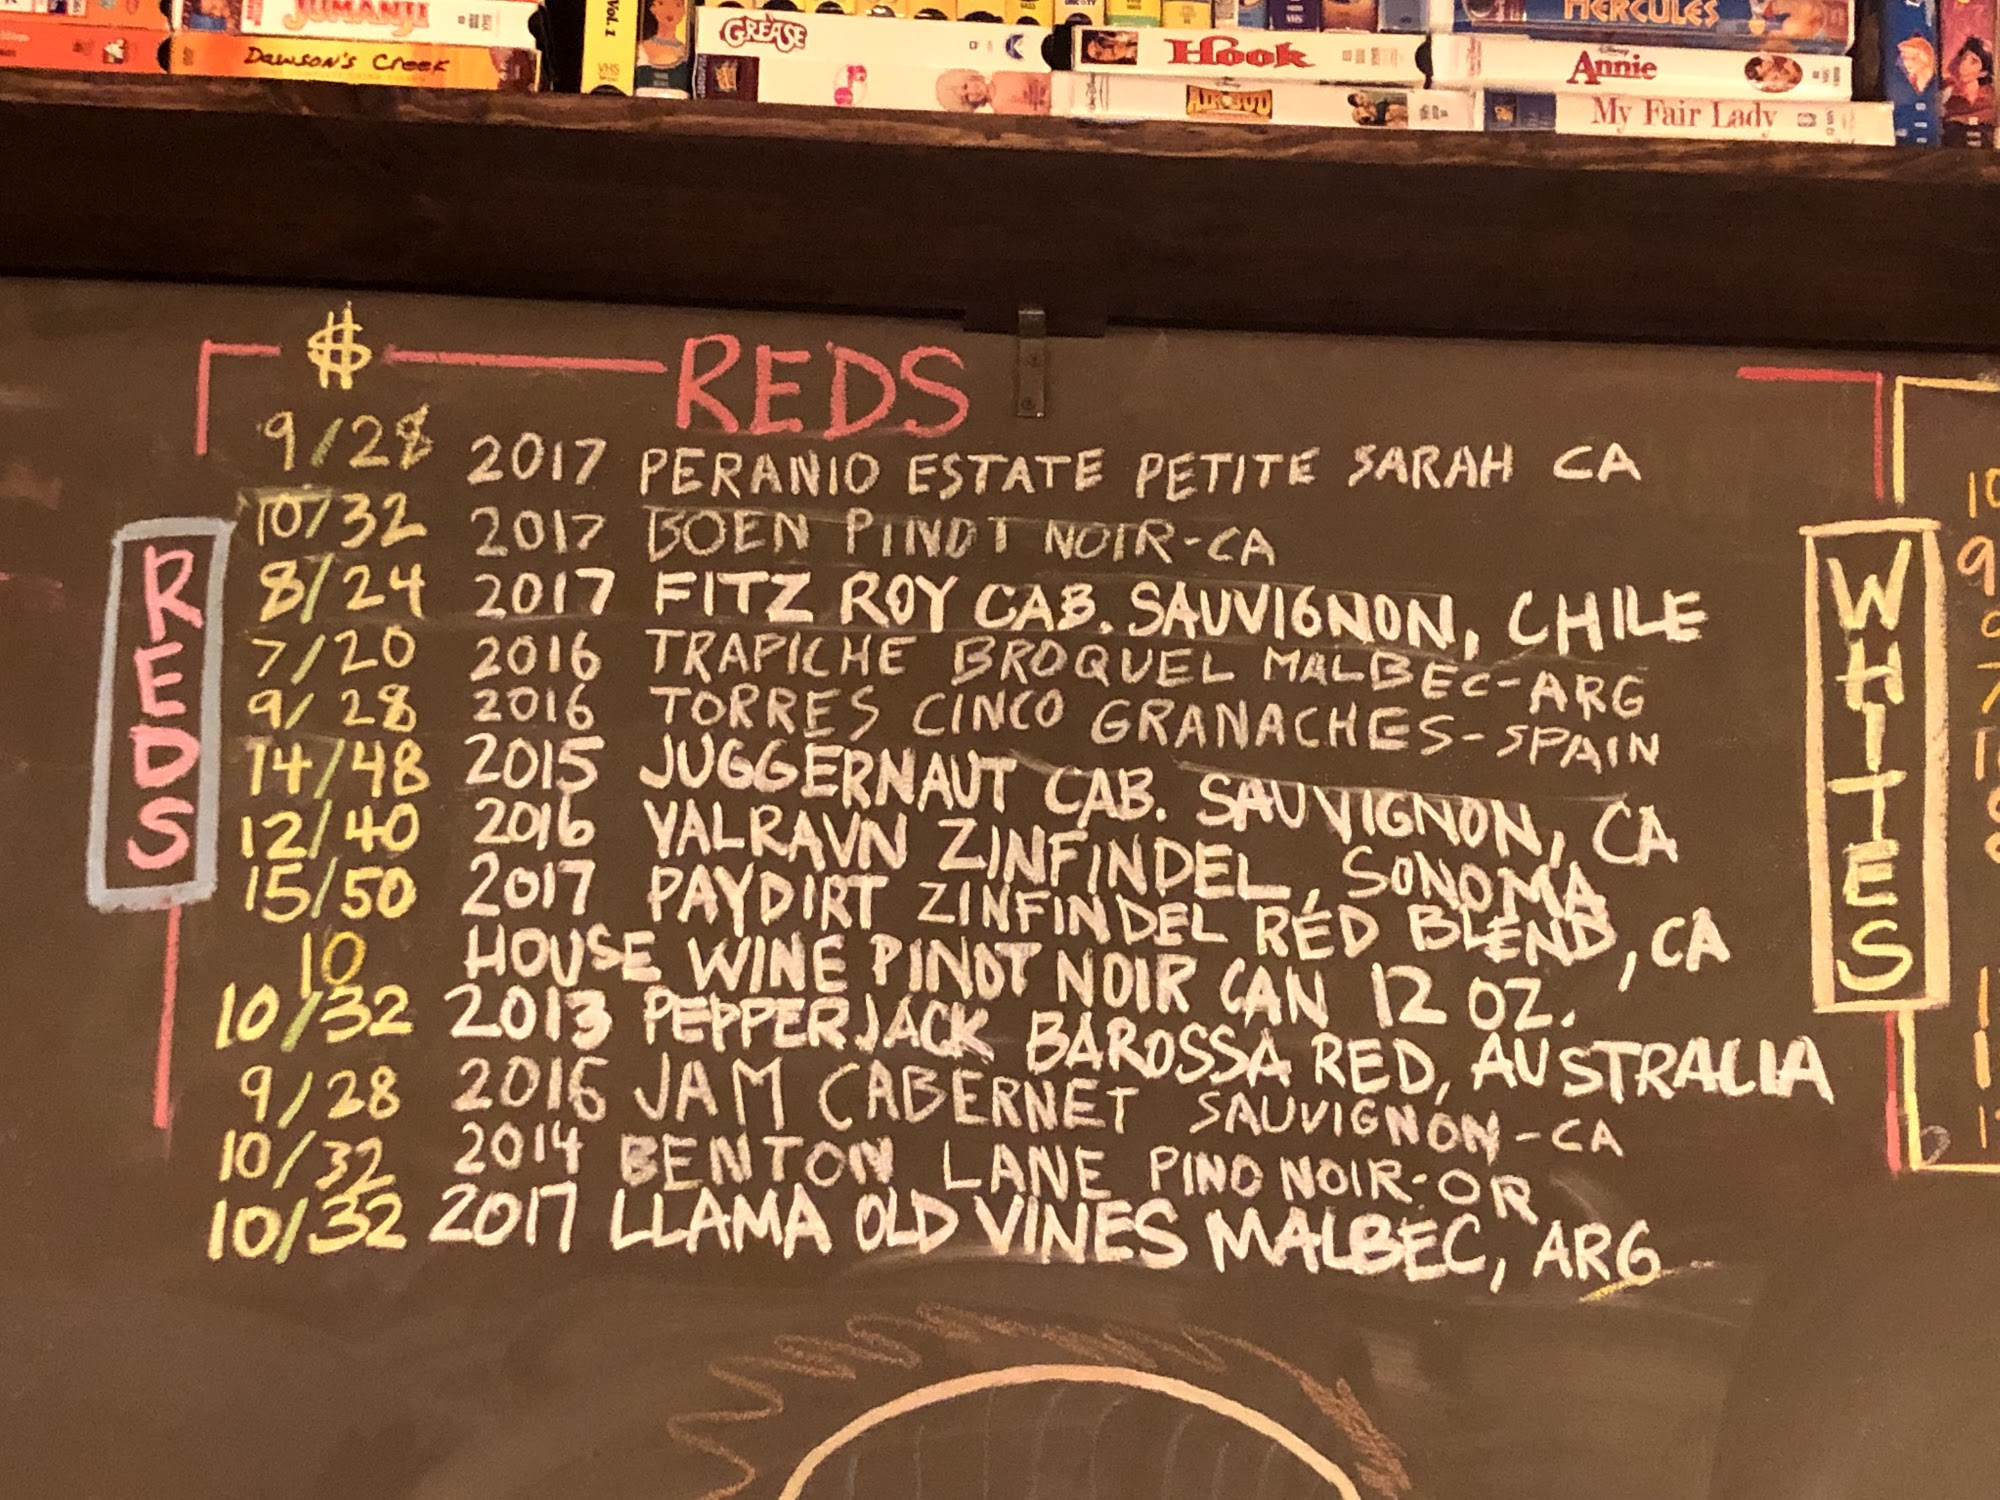 JUMANJI
Dawson's Creek
VOL. 1
VHS
GREASE
Hook
AIR BUD
HERCULES
Annie
My Fair Lady
$ REDS
9/28 2017 PERANIO ESTATE PETITE SARAH CA
10/32 2017 BOEN PINOT NOIR-CA
8/24 2017 FITZ ROY CAB. SAUVIGNON, CHILE
7/20 2016 TRAPICHE BROQUEL MALBEC-ARG
9/28 2016 TORRES CINCO GRANACHES-SPAIN
14/48 2015 JUGGERNAUT CAB. SAUVIGNON, CA
12/40 2016 VALRAVN ZINFINDEL, SONOMA
15/50 2017 PAYDIRT ZINFINDEL RED BLEND, CA
10 HOUSE WINE PINOT NOIR CAN 12 OZ.
10/32 2013 PEPPERJACK BAROSSA RED, AUSTRALIA
9/28 2016 JAM CABERNET SAUVIGNON-CA
10/32 2014 BENTON LANE PINO NOIR-OR
10/32 2017 LLAMA OLD VINES MALBEC, ARG
REDS
WHITES